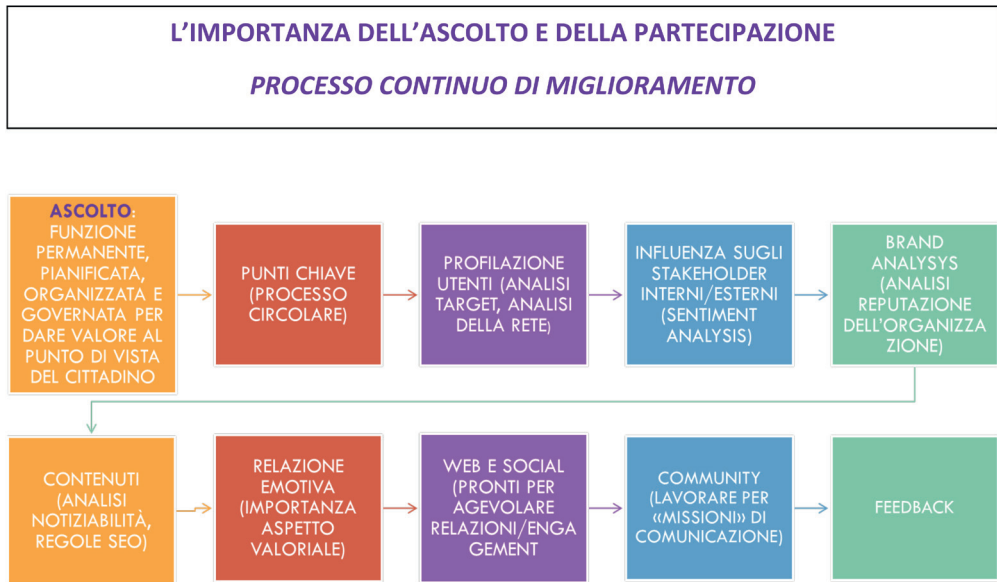 L'IMPORTANZA DELL'ASCOLTO E DELLA PARTECIPAZIONE
PROCESSO CONTINUO DI MIGLIORAMENTO
ASCOLTO:
FUNZIONE
PERMANENTE,
PIANIFICATA,
ORGANIZZATA E
GOVERNATA PER
DARE VALORE AL
PUNTO DI VISTA
DEL CITTADINO
PUNTI CHIAVE
(PROCESSO
CIRCOLARE)
PROFILAZIONE
UTENTI (ANALISI
TARGET, ANALISI
DELLA RETE)
INFLUENZA SUGLI
STAKEHOLDER
INTERNI/ESTERNI
(SENTIMENT
ANALYSIS)
BRAND
ANALYSYS
(ANALISI
REPUTAZIONE
DELL'ORGANIZZA
ZIONE)
CONTENUTI
(ANALISI
NOTIZIABILITÀ,
REGOLE SEO)
RELAZIONE
EMOTIVA
(IMPORTANZA
ASPETTO
VALORIALE)
WEB E SOCIAL
(PRONTI PER
AGEVOLARE
RELAZIONI/ENGA
GEMENT
COMMUNITY
(LAVORARE PER
«MISSIONI» DI
COMUNICAZIONE)
FEEDBACK